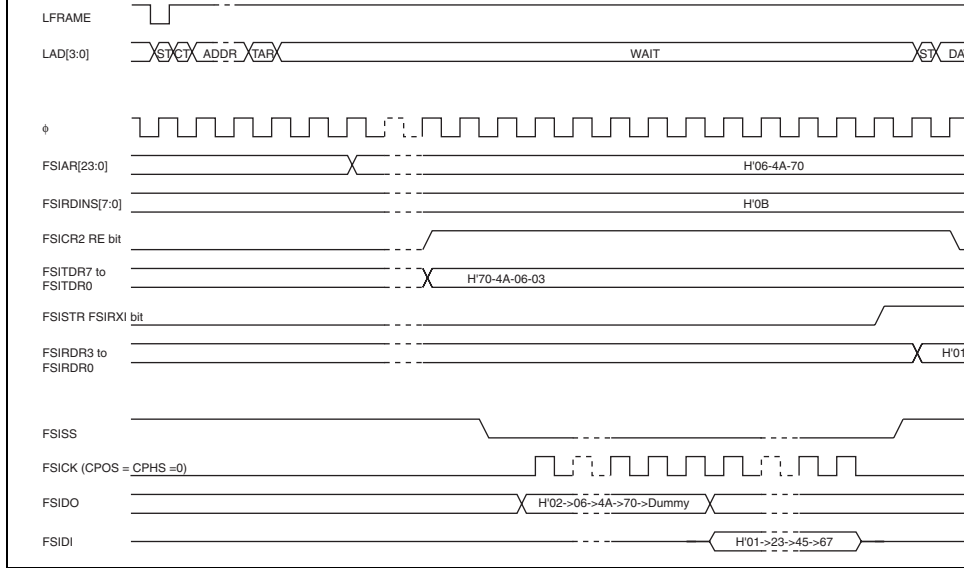 LFRAME
LAD[3:0] ST CT ADDR TAR WAIT ST DA
φ
FSIAR[23:0] H'06-4A-70
FSIRDINS[7:0] H'0B
FSICR2 RE bit
FSITDR7 to
FSITDR0 H'70-4A-06-03
FSISTR FSIRXI bit
FSIRDR3 to
FSIRDR0 H'01
FSISS
FSICK (CPOS = CPHS =0)
FSIDO H'02->06->4A->70->Dummy
FSIDI H'01->23->45->67